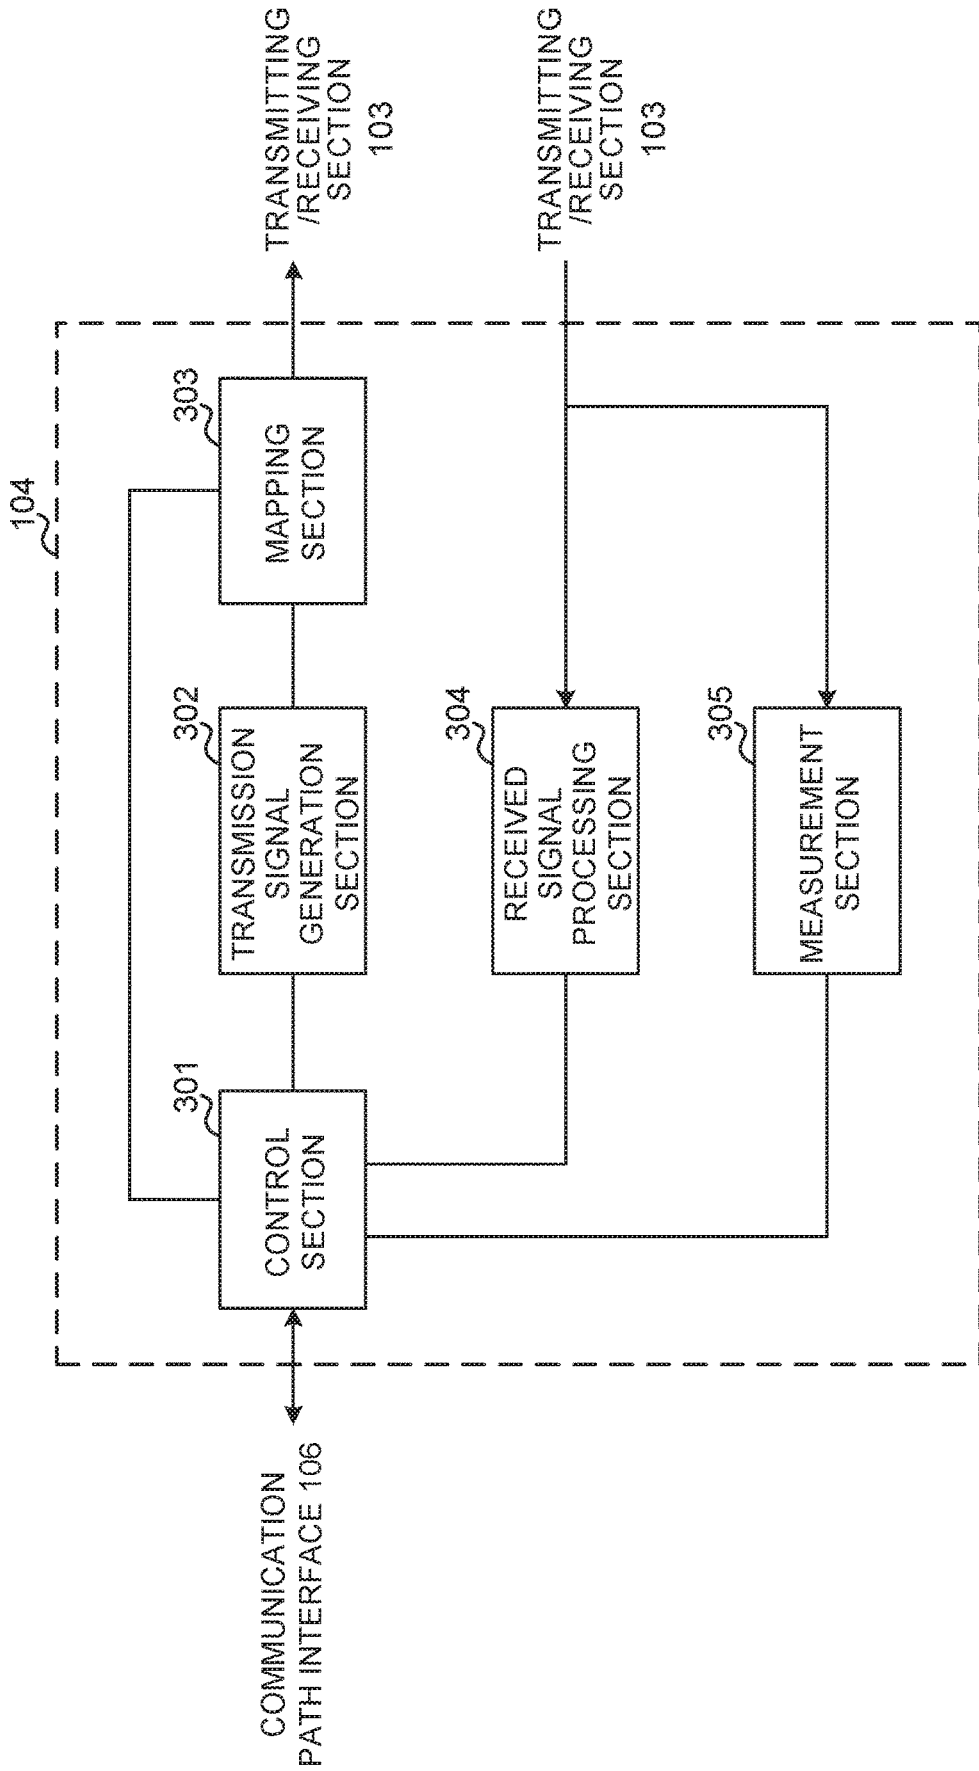 104
COMMUNICATION
PATH INTERFACE 106
301
CONTROL
SECTION
302
TRANSMISSION
SIGNAL
GENERATION
SECTION
303
MAPPING
SECTION
TRANSMITTING
/RECEIVING
SECTION
103
304
RECEIVED
SIGNAL
PROCESSING
SECTION
TRANSMITTING
/RECEIVING
SECTION
103
305
MEASUREMENT
SECTION